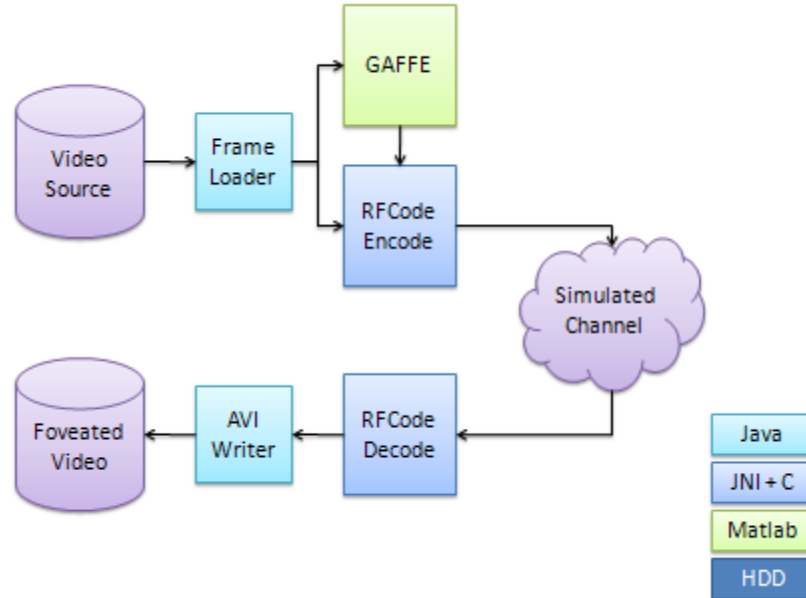 GAFFE
Video
Source
Frame
Loader
RFCode
Encode
Simulated
Channel
Foveated
Video
AVI
Writer
RFCode
Decode
Java
JNI + C
Matlab
HDD